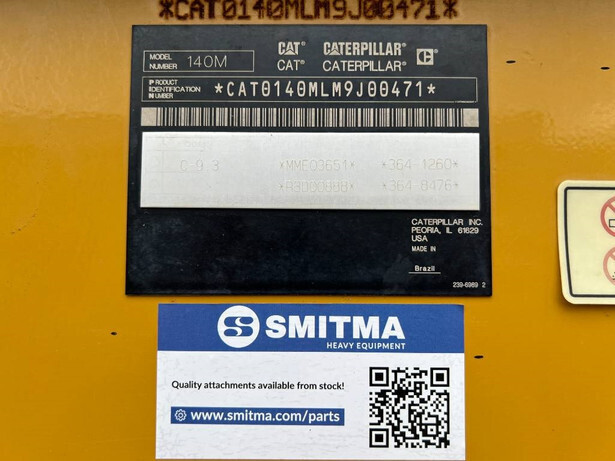 *CAT0140MLM9J00471*
MODEL NUMBER 140M
CAT CATERPILLAR C
CAT® CATERPILLAR®
PRODUCT IDENTIFICATION NUMBER *CAT0140MLM9J00471*
*MME03651* *364-1260*
*364-8476*
CATERPILLAR INC.
PEORIA, IL 61629
USA
MADE IN
Brazil
239-6989 2
SMITMA
HEAVY EQUIPMENT
Quality attachments available from stock!
www.smitma.com/parts